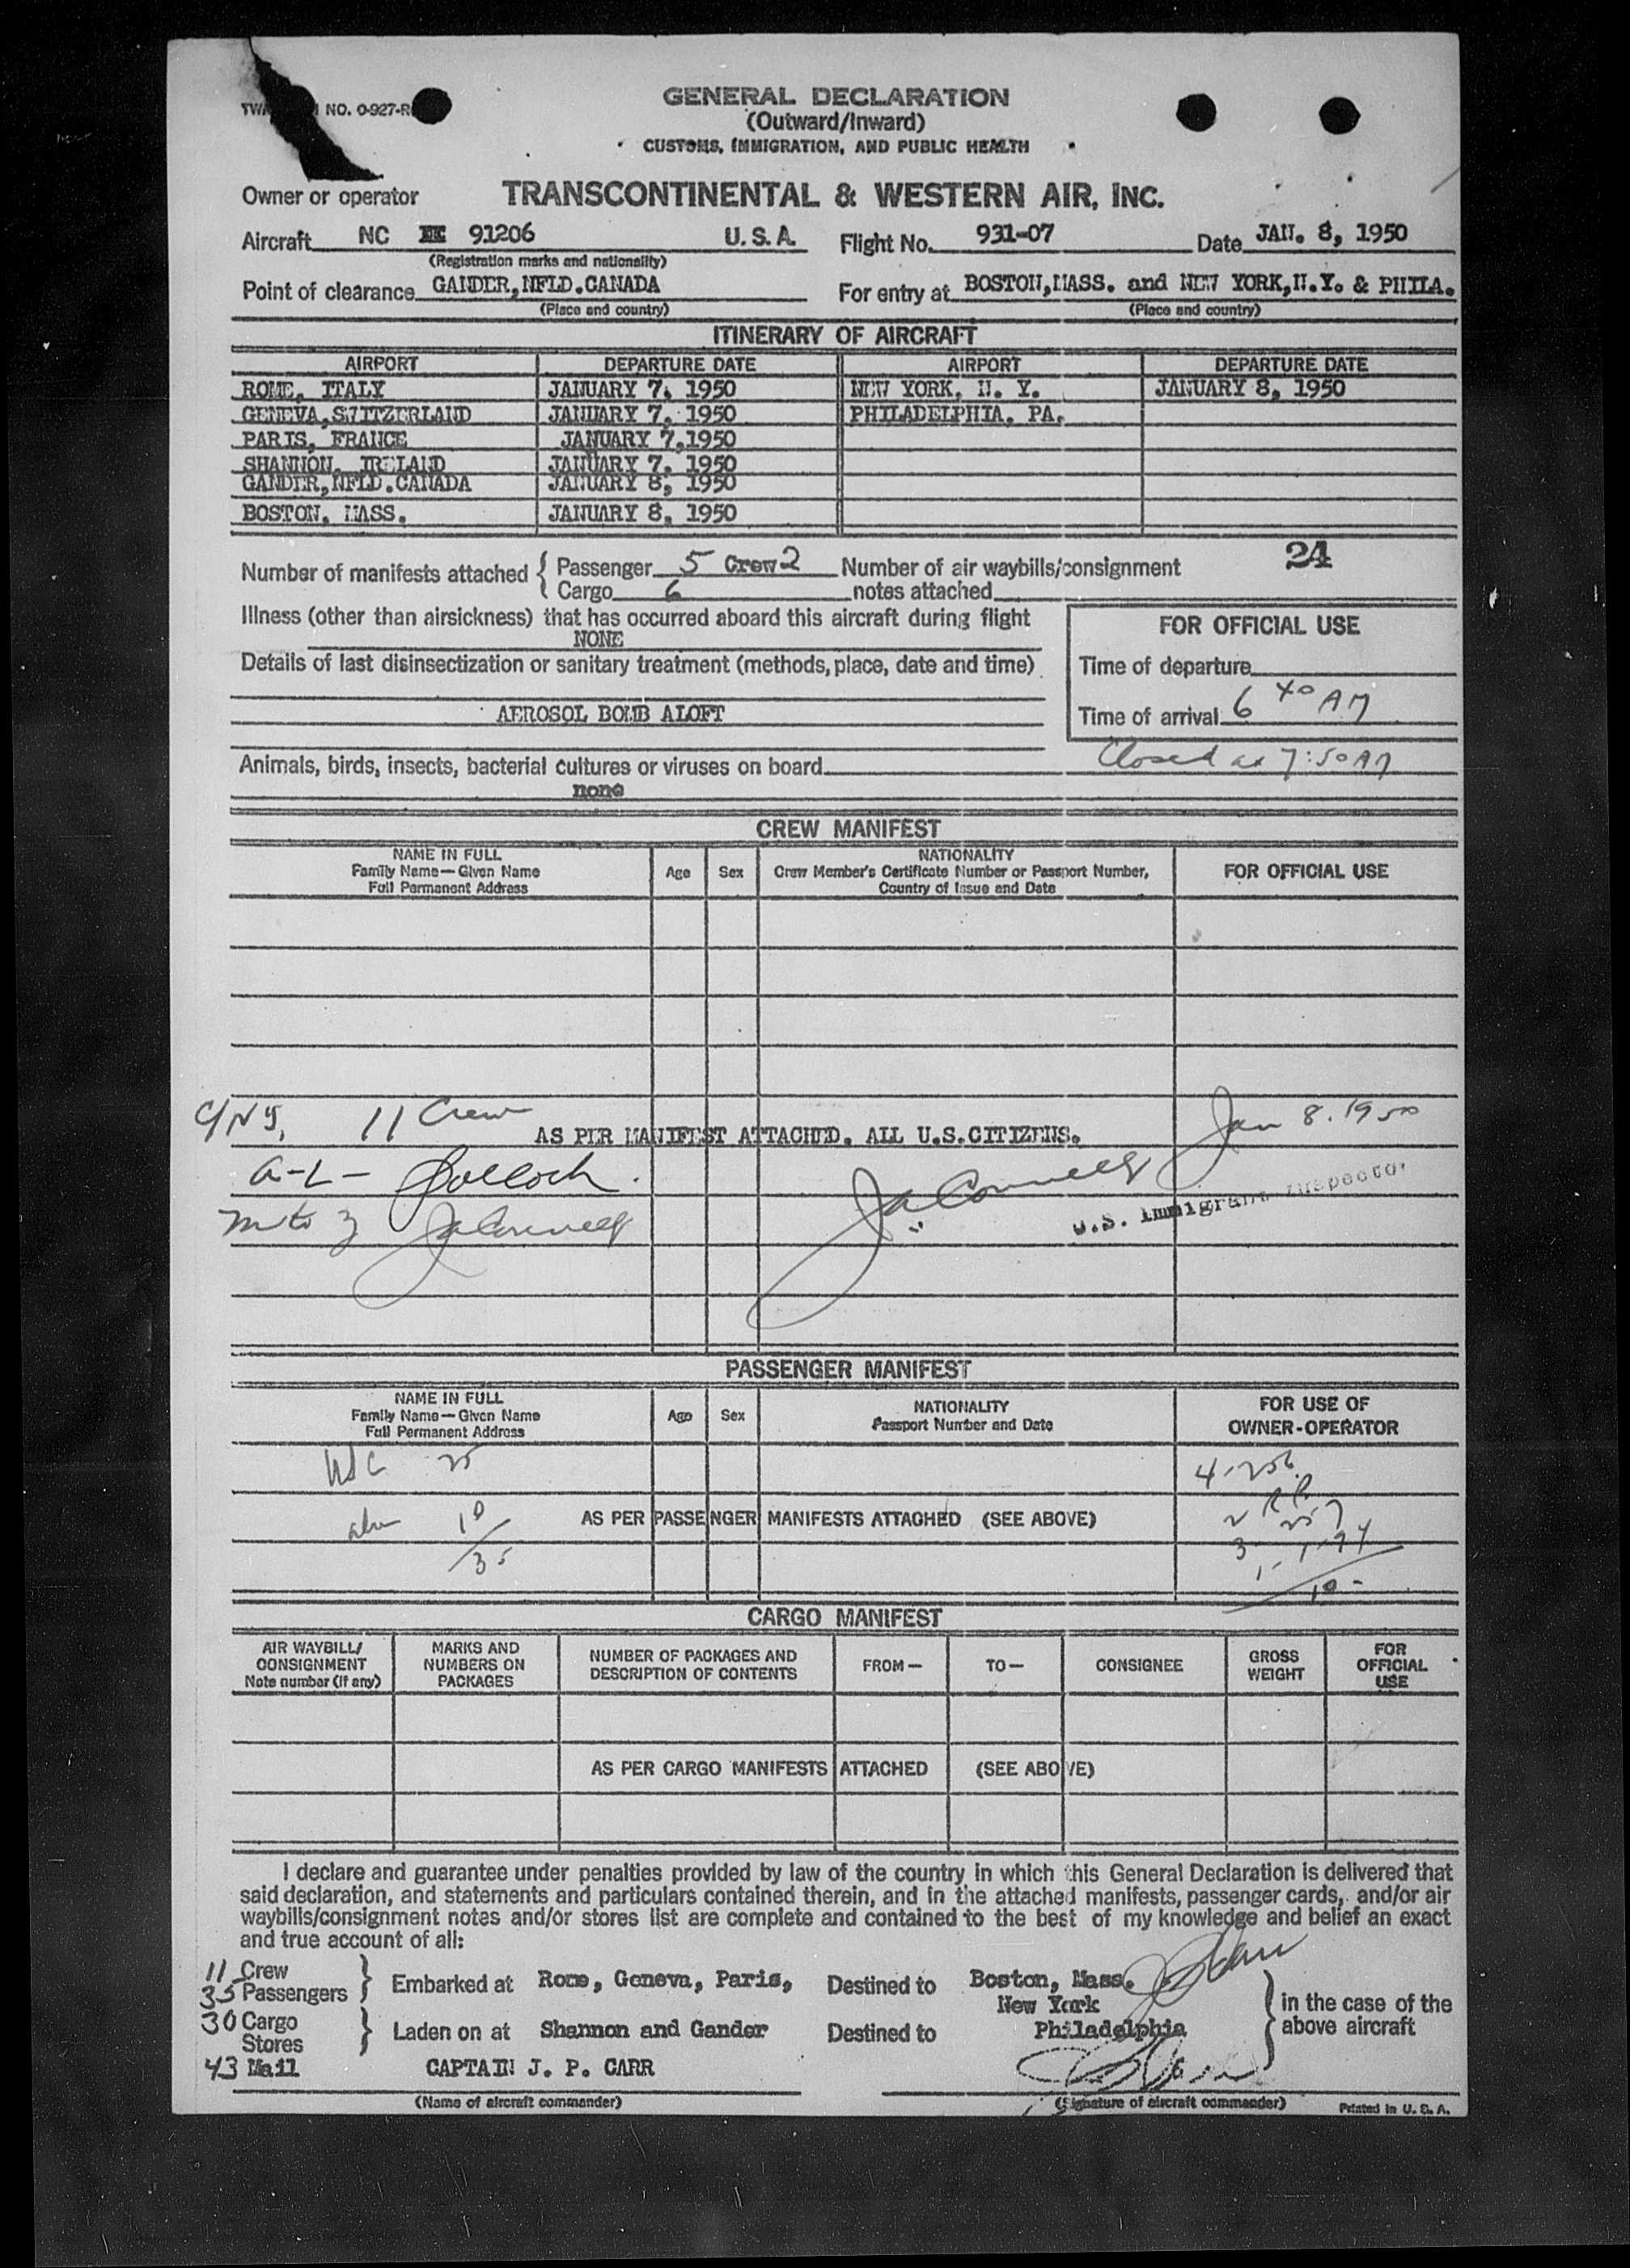 TWA NO. 0-927-R
GENERAL DECLARATION
(Outward/Inward)
CUSTOMS, IMMIGRATION, AND PUBLIC HEALTH
Owner or operator TRANSCONTINENTAL & WESTERN AIR, INC.
Aircraft NC 91206 U.S.A. Flight No. 931-07 Date JAN. 8, 1950
(Registration marks and nationality)
Point of clearance GANDER,NFLD.CANADA For entry at BOSTON,MASS. and NEW YORK,N.Y. & PHILA.
(Place and country) (Place and country)
ITINERARY OF AIRCRAFT
AIRPORT DEPARTURE DATE AIRPORT DEPARTURE DATE
ROME, ITALY JANUARY 7, 1950 NEW YORK, N. Y. JANUARY 8, 1950
GENEVA,SWITZERLAND JANUARY 7, 1950 PHILADELPHIA. PA.
PARIS, FRANCE JANUARY 7,1950
SHANNON. IRELAND JANUARY 7. 1950
GANDER,NFLD.CANADA JANUARY 8, 1950
BOSTON, MASS. JANUARY 8, 1950
24
Number of manifests attached { Passenger 5 Crew 2 Number of air waybills/consignment
Cargo 6 notes attached
Illness (other than airsickness) that has occurred aboard this aircraft during flight
NONE
FOR OFFICIAL USE
Details of last disinsectization or sanitary treatment (methods, place, date and time)
Time of departure
AEROSOL BOMB ALOFT
Time of arrival 6 40 AM
Closed at 7:50 AM
Animals, birds, insects, bacterial cultures or viruses on board
none
CREW MANIFEST
NAME IN FULL
Family Name—Given Name
Full Permanent Address
Age Sex
NATIONALITY
Crew Member's Certificate Number or Passport Number,
Country of Issue and Date
FOR OFFICIAL USE
11 Crew
AS PER MANIFEST ATTACHED. ALL U.S.CITIZENS.
Jan 8. 1950
U.S. Immigrant Inspector
PASSENGER MANIFEST
NAME IN FULL
Family Name—Given Name
Full Permanent Address
Age Sex
NATIONALITY
Passport Number and Date
FOR USE OF
OWNER-OPERATOR
USC 25
10
AS PER PASSENGER MANIFESTS ATTACHED (SEE ABOVE)
35
10
CARGO MANIFEST
AIR WAYBILL/
CONSIGNMENT
Note number (if any)
MARKS AND
NUMBERS ON
PACKAGES
NUMBER OF PACKAGES AND
DESCRIPTION OF CONTENTS
FROM—
TO—
CONSIGNEE
GROSS
WEIGHT
FOR
OFFICIAL
USE
AS PER CARGO MANIFESTS ATTACHED (SEE ABOVE)
I declare and guarantee under penalties provided by law of the country in which this General Declaration is delivered that
said declaration, and statements and particulars contained therein, and in the attached manifests, passenger cards, and/or air
waybills/consignment notes and/or stores list are complete and contained to the best of my knowledge and belief an exact
and true account of all:
11 Crew
35 Passengers } Embarked at Rome, Geneva, Paris, Destined to Boston, Mass.
New York } in the case of the
above aircraft
30 Cargo
Stores } Laden on at Shannon and Gander Destined to Philadelphia
43 Mail CAPTAIN J. P. CARR
(Name of aircraft commander) (Signature of aircraft commander) Printed in U. S. A.